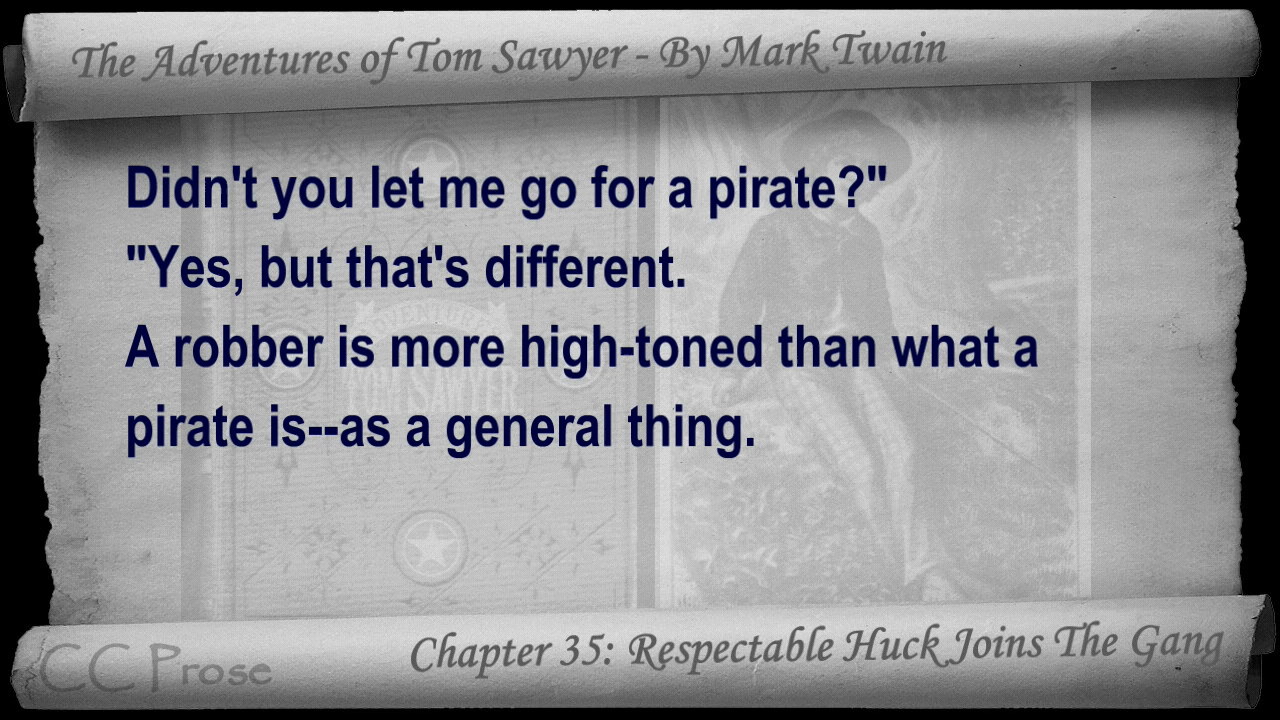 The Adventures of Tom Sawyer - By Mark Twain
Didn't you let me go for a pirate?"
"Yes, but that's different.
A robber is more high-toned than what a
pirate is--as a general thing.
TOM SAWYER
CC Prose
Chapter 35: Respectable Huck Joins The Gang